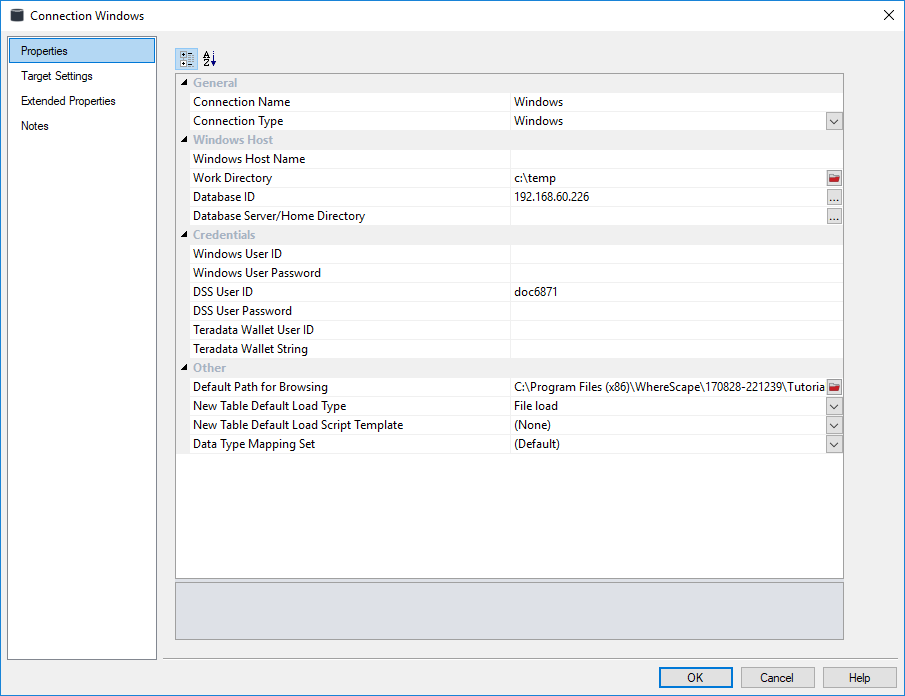 Connection Windows
Properties
Target Settings
Extended Properties
Notes
General
Connection Name Windows
Connection Type Windows
Windows Host
Windows Host Name
Work Directory c:\temp
Database ID 192.168.60.226 ...
Database Server/Home Directory ...
Credentials
Windows User ID
Windows User Password
DSS User ID doc6871
DSS User Password
Teradata Wallet User ID
Teradata Wallet String
Other
Default Path for Browsing C:\Program Files (x86)\WhereScape\170828-221239\Tutoria
New Table Default Load Type File load
New Table Default Load Script Template (None)
Data Type Mapping Set (Default)
OK Cancel Help